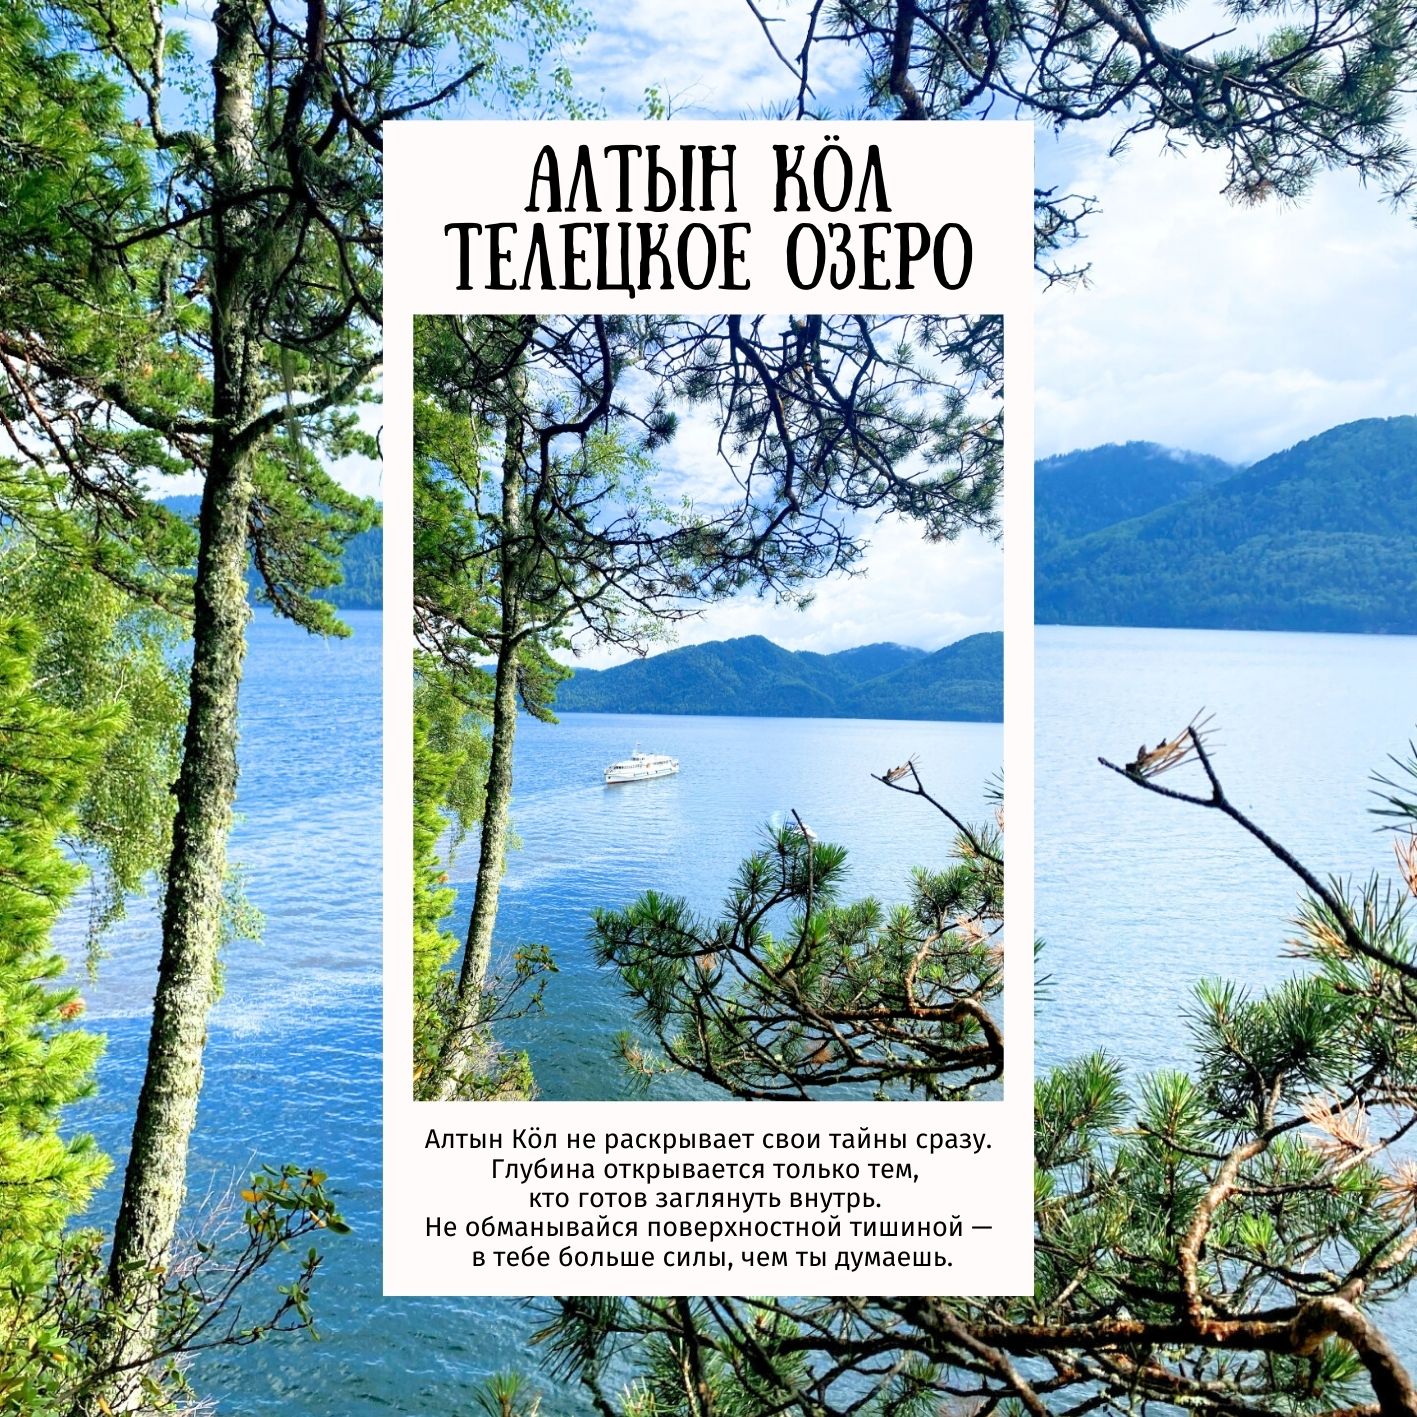 АЛТЫН КӦЛ
ТЕЛЕЦКОЕ ОЗЕРО
Алтын Кӧл не раскрывает свои тайны сразу.
Глубина открывается только тем,
кто готов заглянуть внутрь.
Не обманывайся поверхностной тишиной —
в тебе больше силы, чем ты думаешь.